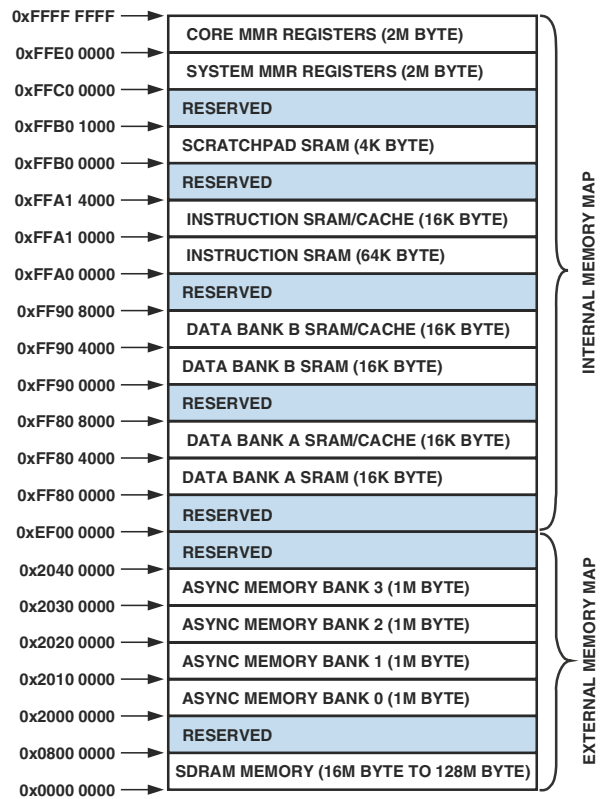 0xFFFF FFFF
CORE MMR REGISTERS (2M BYTE)
0xFFE0 0000
SYSTEM MMR REGISTERS (2M BYTE)
0xFFC0 0000
RESERVED
0xFFB0 1000
SCRATCHPAD SRAM (4K BYTE)
0xFFB0 0000
RESERVED
0xFFA1 4000
INSTRUCTION SRAM/CACHE (16K BYTE)
0xFFA1 0000
INSTRUCTION SRAM (64K BYTE)
0xFFA0 0000
RESERVED
0xFF90 8000
DATA BANK B SRAM/CACHE (16K BYTE)
0xFF90 4000
DATA BANK B SRAM (16K BYTE)
0xFF90 0000
RESERVED
0xFF80 8000
DATA BANK A SRAM/CACHE (16K BYTE)
0xFF80 4000
DATA BANK A SRAM (16K BYTE)
0xFF80 0000
RESERVED
0xEF00 0000
RESERVED
0x2040 0000
ASYNC MEMORY BANK 3 (1M BYTE)
0x2030 0000
ASYNC MEMORY BANK 2 (1M BYTE)
0x2020 0000
ASYNC MEMORY BANK 1 (1M BYTE)
0x2010 0000
ASYNC MEMORY BANK 0 (1M BYTE)
0x2000 0000
RESERVED
0x0800 0000
SDRAM MEMORY (16M BYTE TO 128M BYTE)
0x0000 0000
INTERNAL MEMORY MAP
EXTERNAL MEMORY MAP